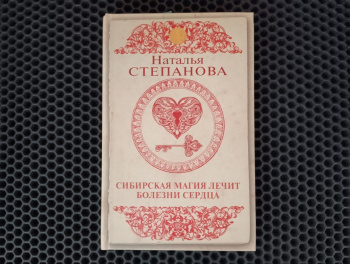 Наталья
СТЕПАНОВА
СИБИРСКАЯ МАГИЯ ЛЕЧИТ
БОЛЕЗНИ СЕРДЦА